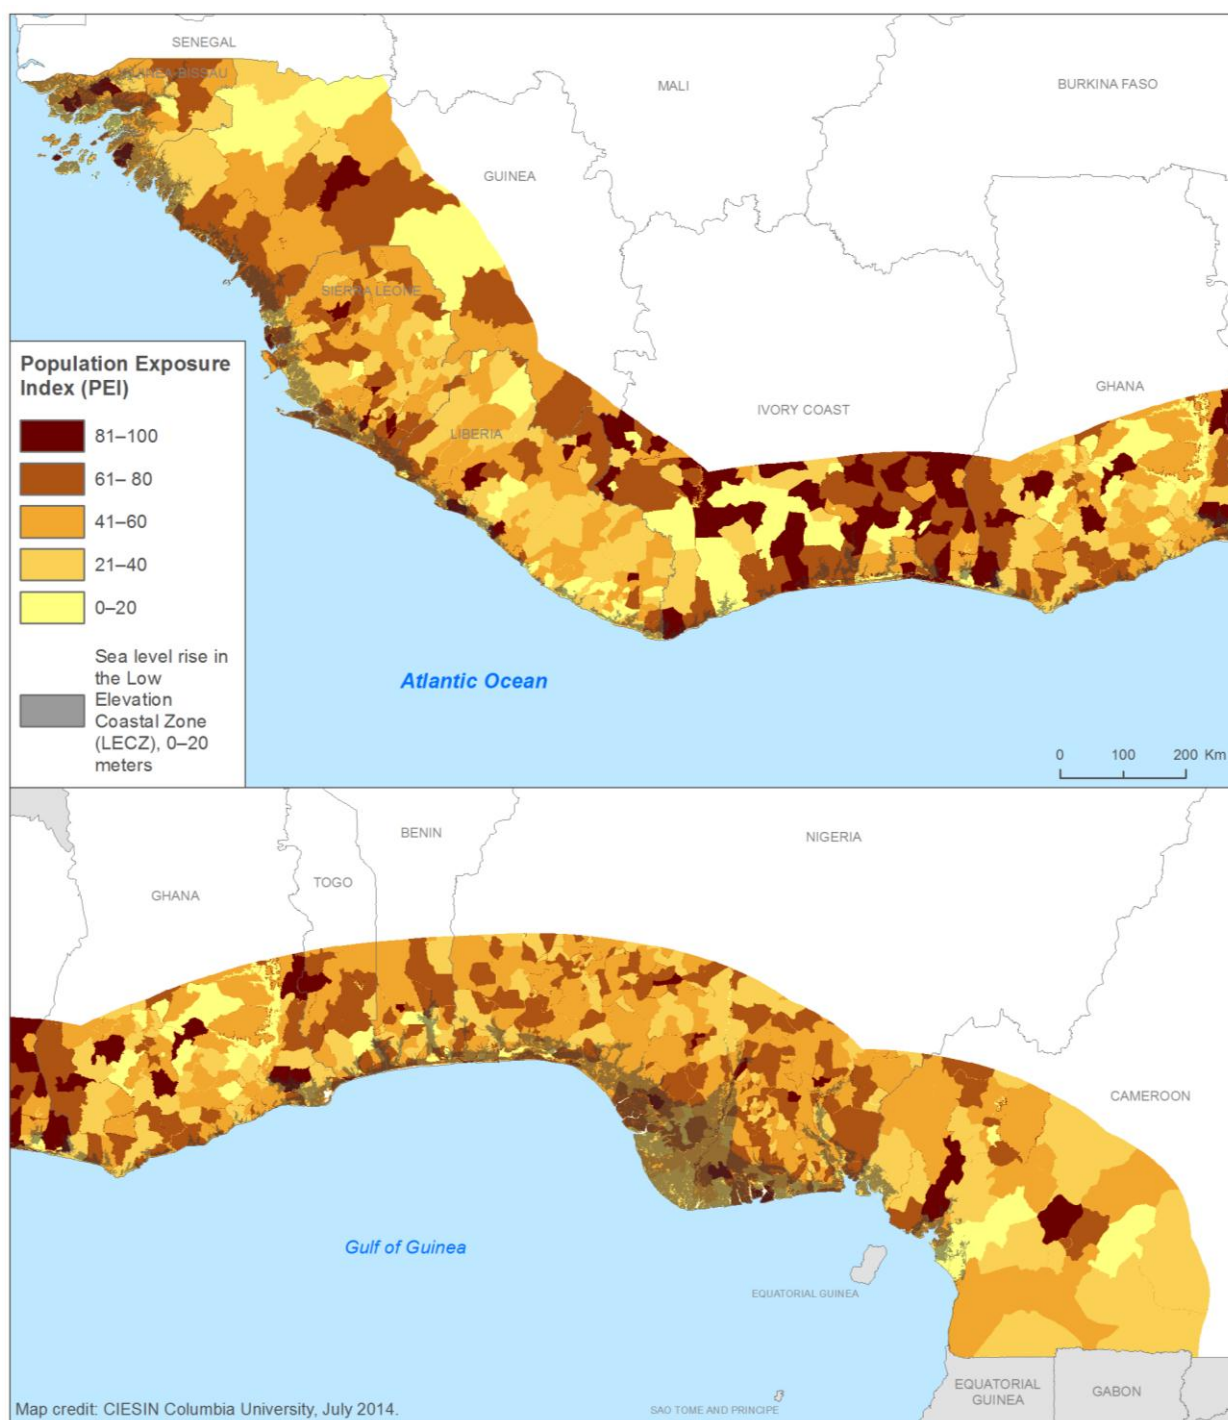 SENEGAL
GUINEA-BISSAU
MALI
BURKINA FASO
GUINEA
SIERRA LEONE
GHANA
IVORY COAST
LIBERIA
Population Exposure
Index (PEI)
81–100
61– 80
41–60
21–40
0–20
Sea level rise in
the Low
Elevation
Coastal Zone
(LECZ), 0–20
meters
Atlantic Ocean
0 100 200 Km
BENIN
NIGERIA
TOGO
GHANA
CAMEROON
Gulf of Guinea
EQUATORIAL GUINEA
EQUATORIAL
GUINEA
GABON
SAO TOME AND PRINCIPE
Map credit: CIESIN Columbia University, July 2014.